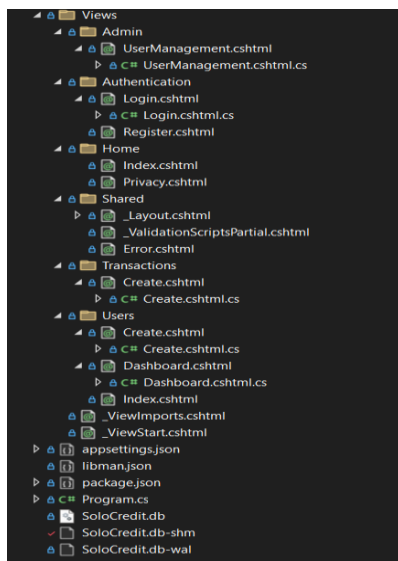 Views
Admin
UserManagement.cshtml
C# UserManagement.cshtml.cs
Authentication
Login.cshtml
C# Login.cshtml.cs
Register.cshtml
Home
Index.cshtml
Privacy.cshtml
Shared
_Layout.cshtml
_ValidationScriptsPartial.cshtml
Error.cshtml
Transactions
Create.cshtml
C# Create.cshtml.cs
Users
Create.cshtml
C# Create.cshtml.cs
Dashboard.cshtml
C# Dashboard.cshtml.cs
Index.cshtml
_ViewImports.cshtml
_ViewStart.cshtml
appsettings.json
libman.json
package.json
C# Program.cs
SoloCredit.db
SoloCredit.db-shm
SoloCredit.db-wal